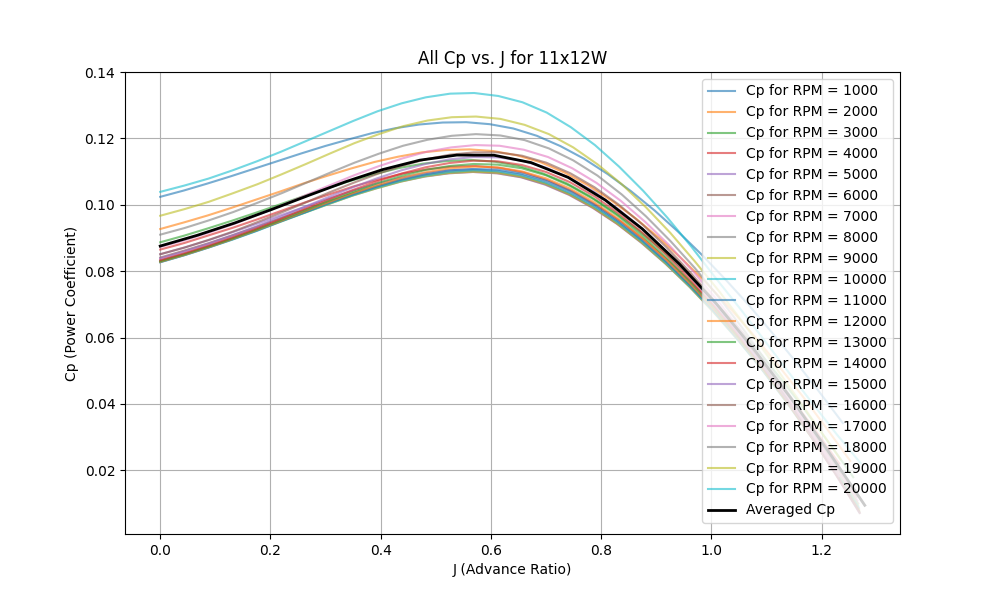 All Cp vs. J for 11x12W
Cp (Power Coefficient)
0.14
0.12
0.10
0.08
0.06
0.04
0.02
0.0
0.2
0.4
0.6
0.8
1.0
1.2
J (Advance Ratio)
Cp for RPM = 1000
Cp for RPM = 2000
Cp for RPM = 3000
Cp for RPM = 4000
Cp for RPM = 5000
Cp for RPM = 6000
Cp for RPM = 7000
Cp for RPM = 8000
Cp for RPM = 9000
Cp for RPM = 10000
Cp for RPM = 11000
Cp for RPM = 12000
Cp for RPM = 13000
Cp for RPM = 14000
Cp for RPM = 15000
Cp for RPM = 16000
Cp for RPM = 17000
Cp for RPM = 18000
Cp for RPM = 19000
Cp for RPM = 20000
Averaged Cp